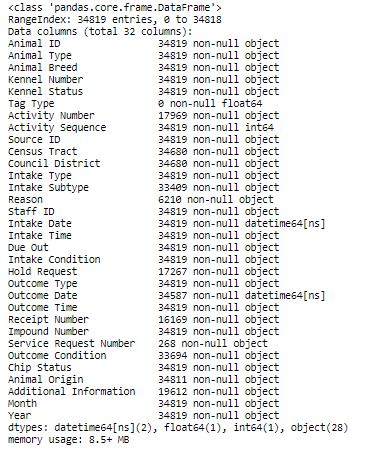 <class 'pandas.core.frame.DataFrame'>
RangeIndex: 34819 entries, 0 to 34818
Data columns (total 32 columns):
Animal ID 34819 non-null object
Animal Type 34819 non-null object
Animal Breed 34819 non-null object
Kennel Number 34819 non-null object
Kennel Status 34819 non-null object
Tag Type 0 non-null float64
Activity Number 17969 non-null object
Activity Sequence 34819 non-null int64
Source ID 34819 non-null object
Census Tract 34680 non-null object
Council District 34680 non-null object
Intake Type 34819 non-null object
Intake Subtype 33409 non-null object
Reason 6210 non-null object
Staff ID 34819 non-null object
Intake Date 34819 non-null datetime64[ns]
Intake Time 34819 non-null object
Due Out 34819 non-null object
Intake Condition 34819 non-null object
Hold Request 17267 non-null object
Outcome Type 34819 non-null object
Outcome Date 34587 non-null datetime64[ns]
Outcome Time 34819 non-null object
Receipt Number 16169 non-null object
Impound Number 34819 non-null object
Service Request Number 268 non-null object
Outcome Condition 33694 non-null object
Chip Status 34819 non-null object
Animal Origin 34811 non-null object
Additional Information 19612 non-null object
Month 34819 non-null object
Year 34819 non-null object
dtypes: datetime64[ns](2), float64(1), int64(1), object(28)
memory usage: 8.5+ MB